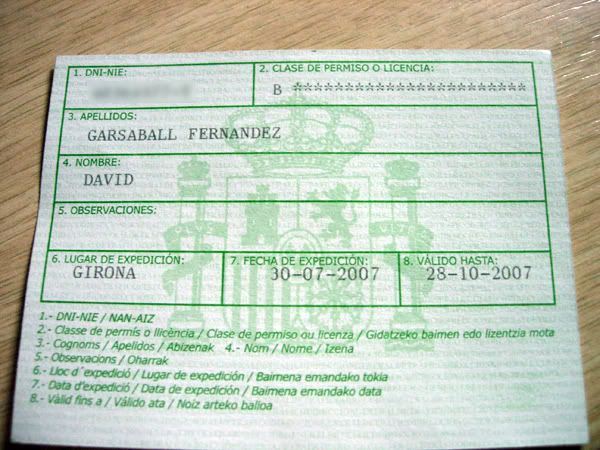 1. DNI-NIE:
2. CLASE DE PERMISO O LICENCIA:
B ***********************
3. APELLIDOS:
GARSABALL FERNANDEZ
4. NOMBRE:
DAVID
5. OBSERVACIONES:
6. LUGAR DE EXPEDICIÓN:
GIRONA
7. FECHA DE EXPEDICIÓN:
30-07-2007
8. VÁLIDO HASTA:
28-10-2007
1.- DNI-NIE / NAN-AIZ
2.- Classe de permís o llicència / Clase de permiso ou licenza / Gidatzeko baimen edo lizentzia mota
3.- Cognoms / Apelidos / Abizenak 4.- Nom / Nome / Izena
5.- Observacions / Oharrak
6.- Lloc d´expedició / Lugar de expedición / Baimena emandako tokia
7.- Data d'expedició / Data de expedición / Baimena emandako data
8.- Vàlid fins a / Válido ata / Noiz arteko balioa